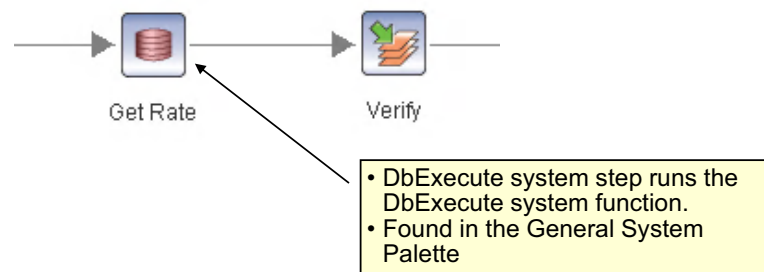 Get Rate
Verify
• DbExecute system step runs the
DbExecute system function.
• Found in the General System
Palette